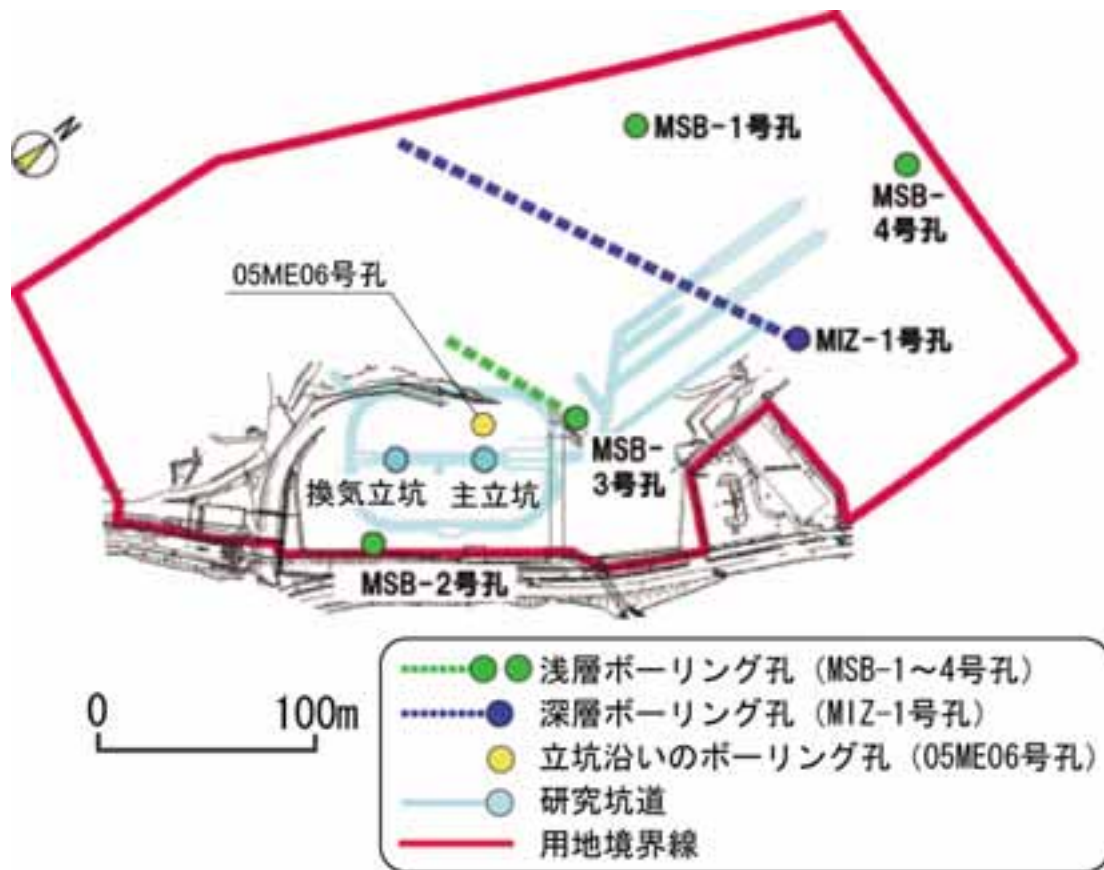 N
MSB-1号孔
MSB-
4号孔
05ME06号孔
MIZ-1号孔
MSB-
3号孔
換気立坑
主立坑
MSB-2号孔
0
100m
浅層ボーリング孔（MSB-1～4号孔）
深層ボーリング孔（MIZ-1号孔）
立坑沿いのボーリング孔（05ME06号孔）
研究坑道
用地境界線